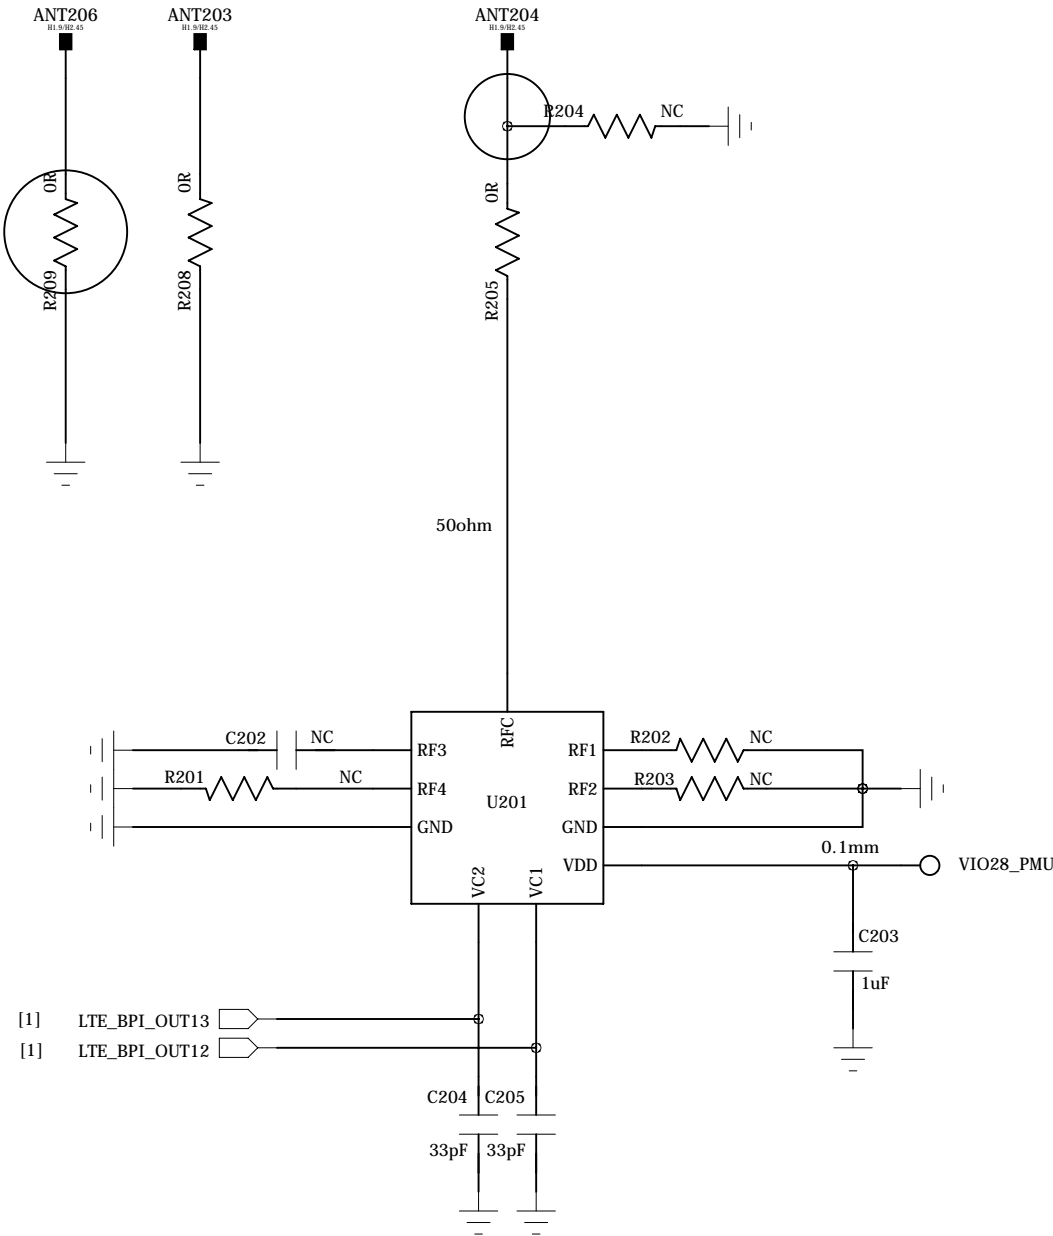 ANT206
H1.9/H2.45
ANT203
H1.9/H2.45
ANT204
H1.9/H2.45
R204
NC
0R
R209
0R
R208
0R
R205
50ohm
C202
NC
R201
NC
RF3
RF4
GND
RFC
U201
RF1
RF2
GND
VDD
VC2
VC1
R202
NC
R203
NC
0.1mm
VIO28_PMU
C203
1uF
[1]
LTE_BPI_OUT13
[1]
LTE_BPI_OUT12
C204
C205
33pF
33pF